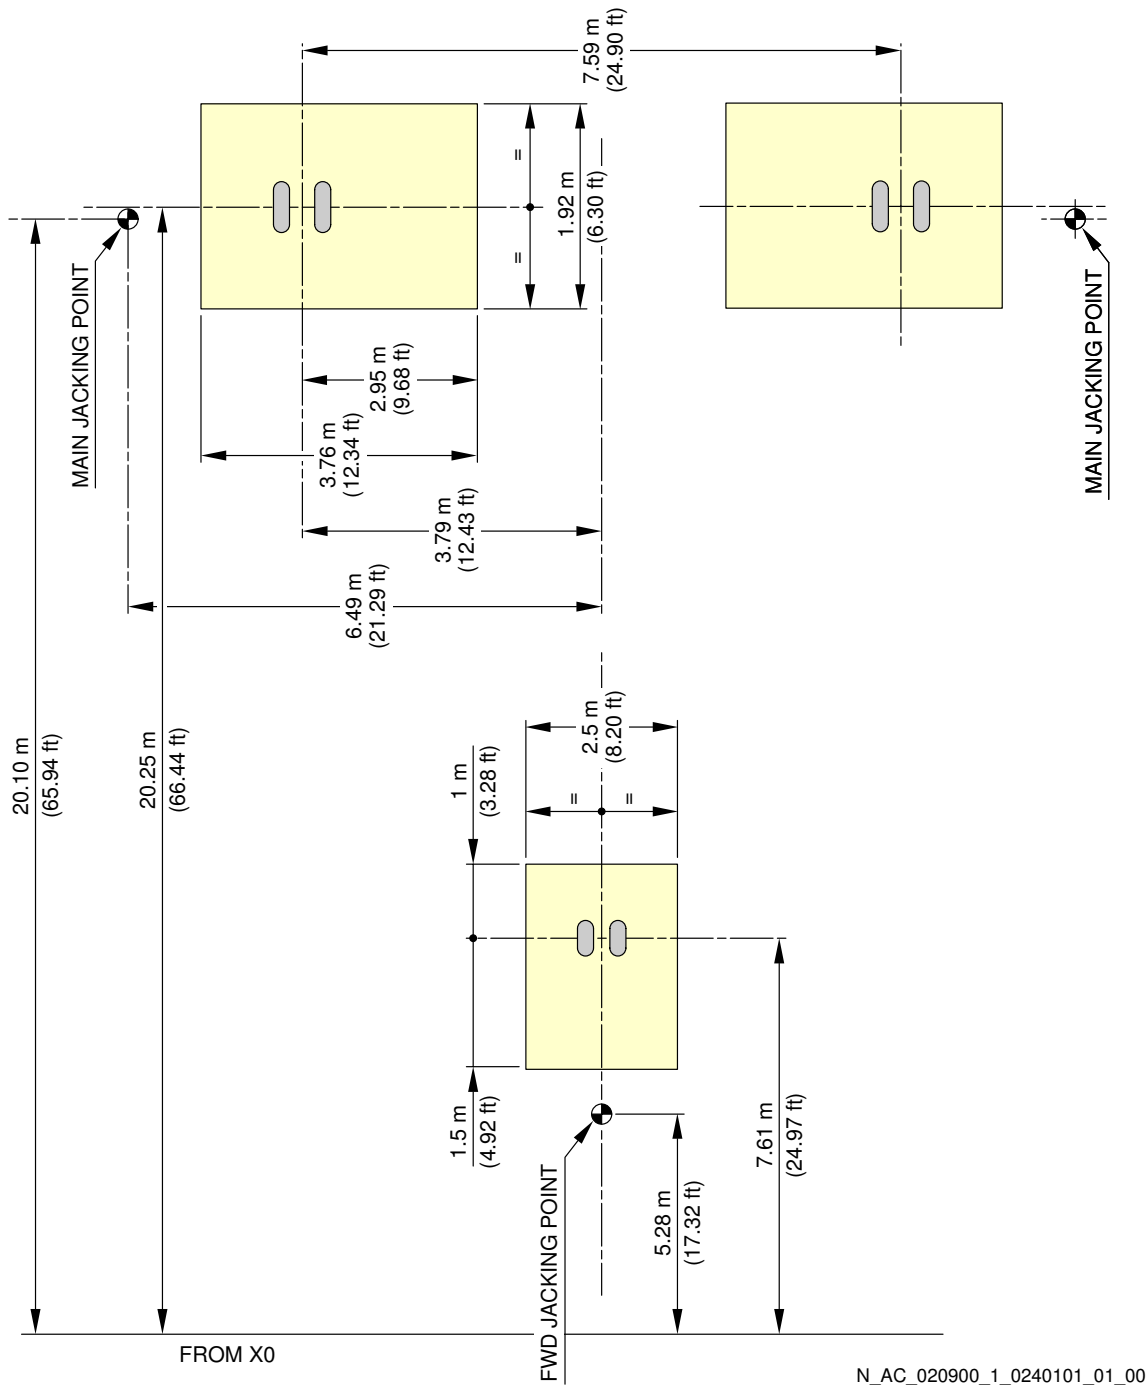 7.59 m
(24.90 ft)
=
=
1.92 m
(6.30 ft)
MAIN JACKING POINT
MAIN JACKING POINT
2.95 m
(9.68 ft)
3.76 m
(12.34 ft)
3.79 m
(12.43 ft)
6.49 m
(21.29 ft)
2.5 m
(8.20 ft)
20.10 m
(65.94 ft)
20.25 m
(66.44 ft)
1 m
(3.28 ft)
=
=
1.5 m
(4.92 ft)
7.61 m
(24.97 ft)
5.28 m
(17.32 ft)
FWD JACKING POINT
FROM X0
N_AC_020900_1_0240101_01_00